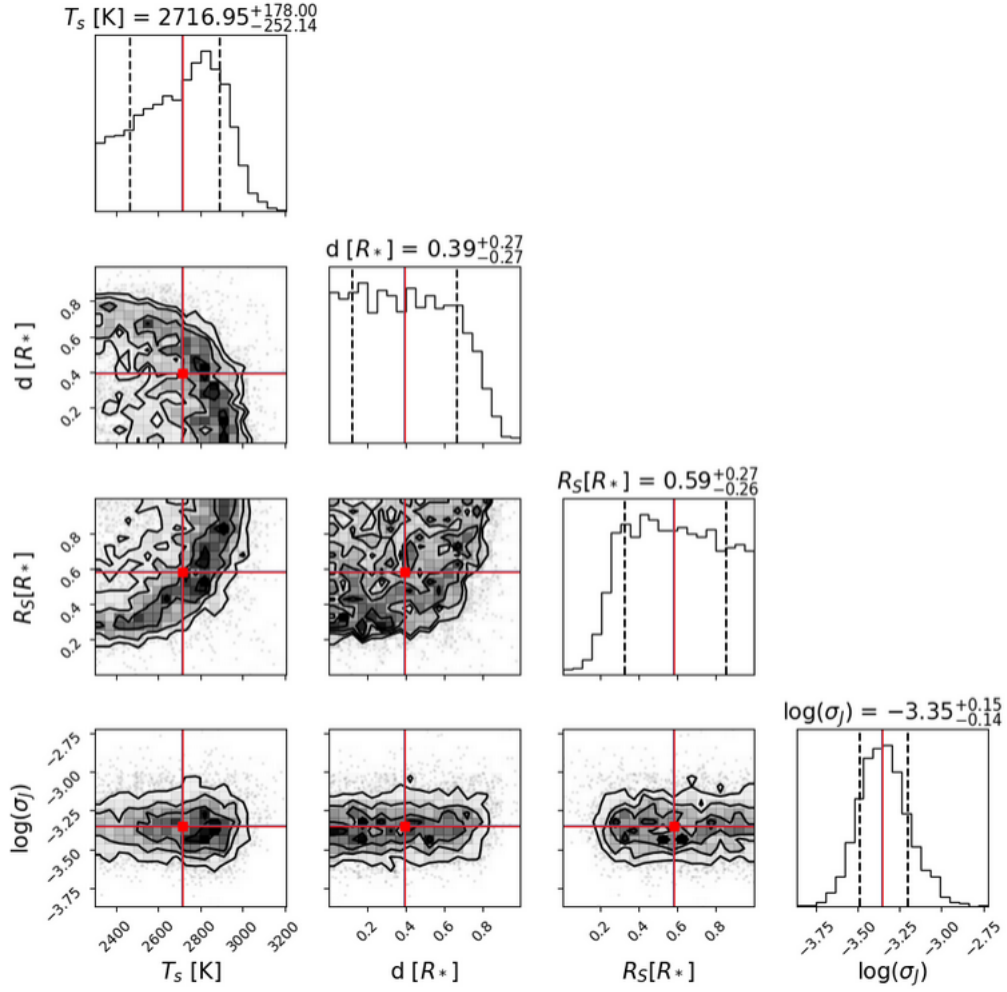 T_s [K] = 2716.95^{+178.00}_{-252.14}
d [R_*] = 0.39^{+0.27}_{-0.27}
d [R_*]
0.8
0.6
0.4
0.2
R_S[R_*] = 0.59^{+0.27}_{-0.26}
R_S[R_*]
0.8
0.6
0.4
0.2
log(σ_J) = −3.35^{+0.15}_{-0.14}
log(σ_J)
−2.75
−3.00
−3.25
−3.50
−3.75
2400 2600 2800 3000 3200
T_s [K]
0.2 0.4 0.6 0.8
d [R_*]
0.2 0.4 0.6 0.8
R_S[R_*]
−3.75 −3.50 −3.25 −3.00 −2.75
log(σ_J)